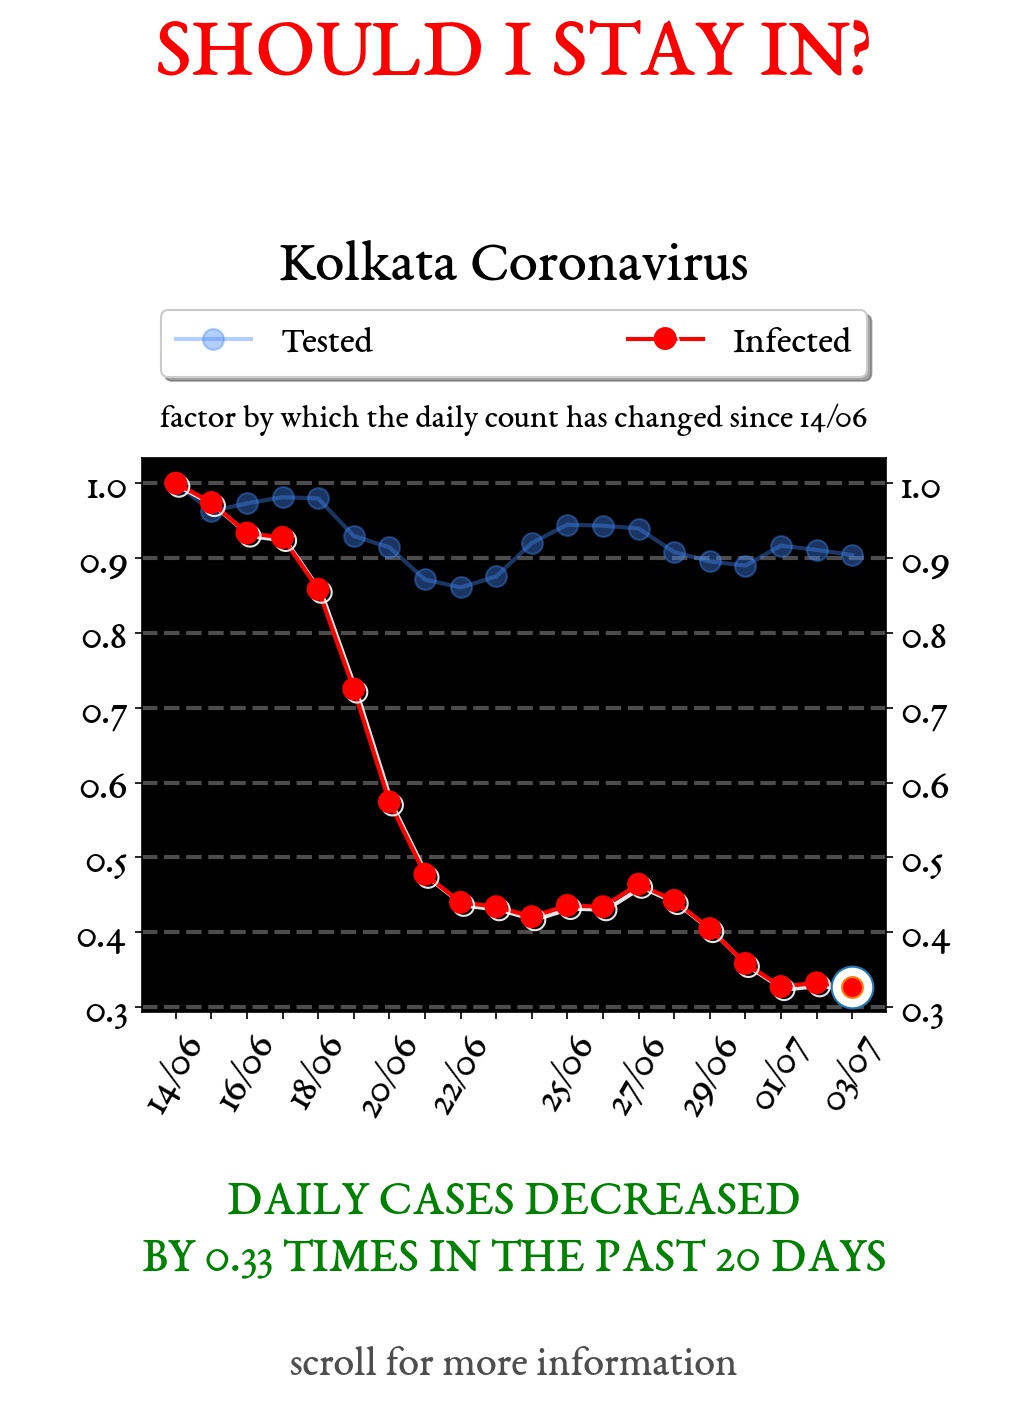 SHOULD I STAY IN?
Kolkata Coronavirus
Tested Infected
factor by which the daily count has changed since 14/06
1.0 1.0
0.9 0.9
0.8 0.8
0.7 0.7
0.6 0.6
0.5 0.5
0.4 0.4
0.3 0.3
14/06 16/06 18/06 20/06 22/06 25/06 27/06 29/06 01/07 03/07
DAILY CASES DECREASED
BY 0.33 TIMES IN THE PAST 20 DAYS
scroll for more information